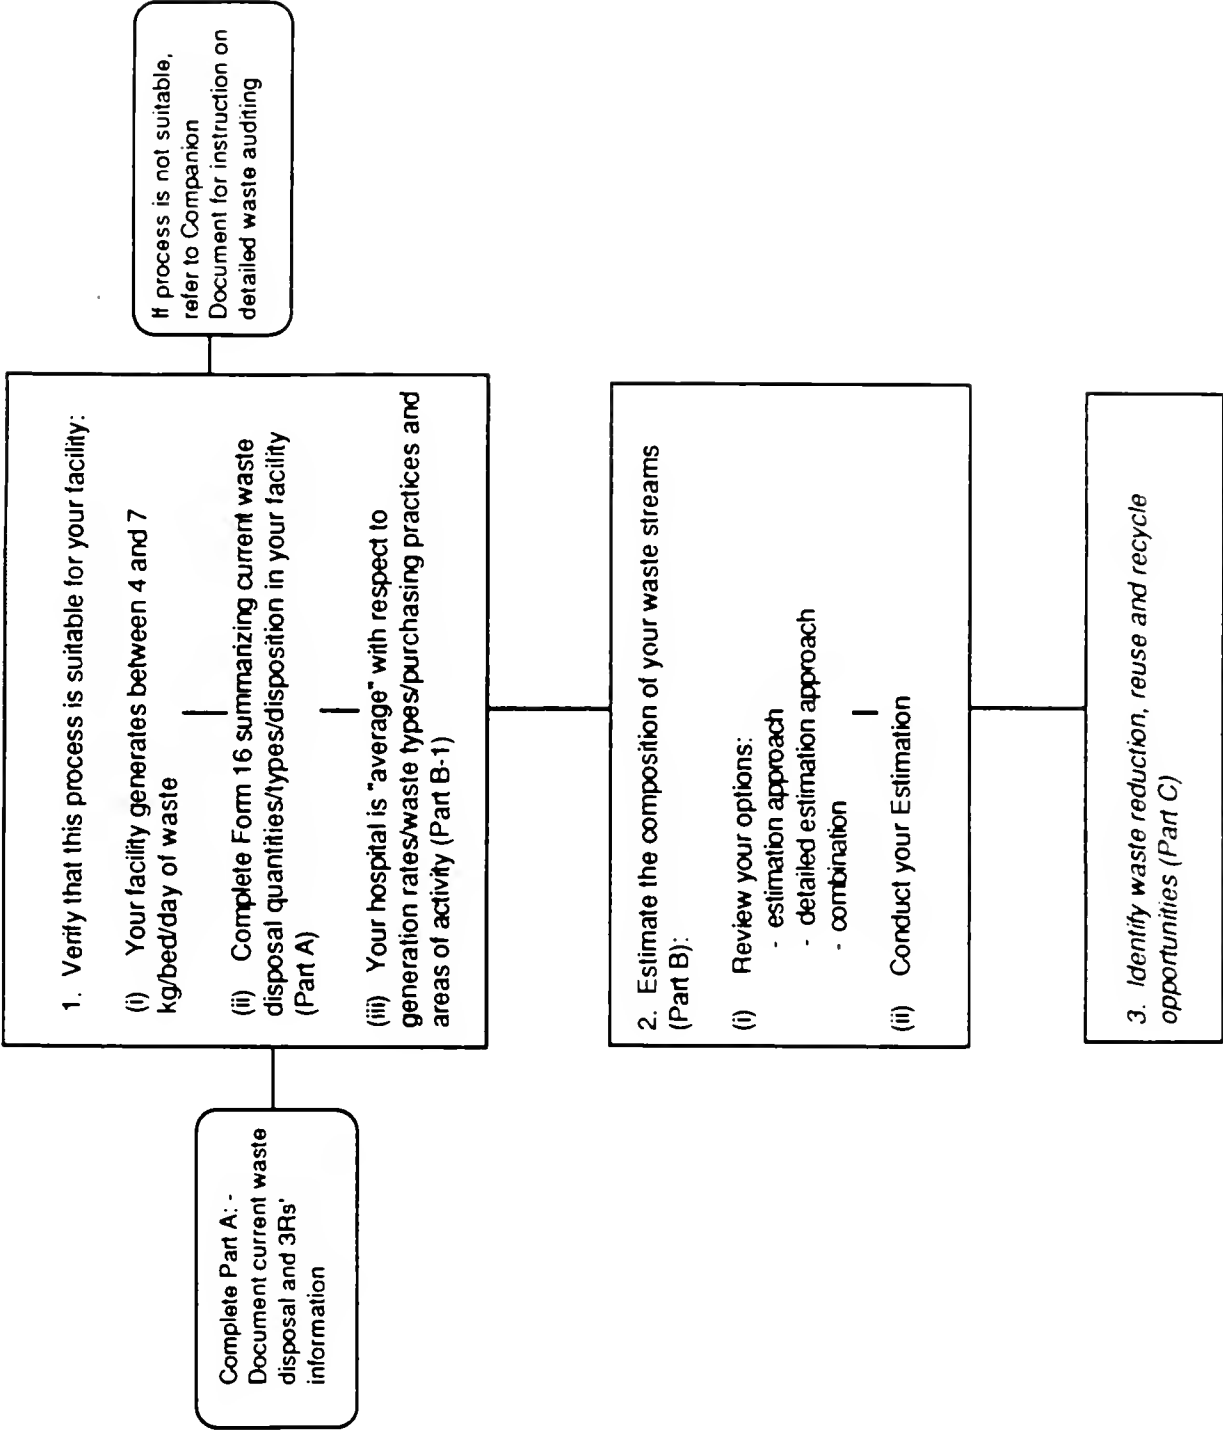 Complete Part A: -
Document current waste
disposal and 3Rs'
information
1. Verify that this process is suitable for your facility:
(i) Your facility generates between 4 and 7
kg/bed/day of waste
(ii) Complete Form 16 summarizing current waste
disposal quantities/types/disposition in your facility
(Part A)
(iii) Your hospital is "average" with respect to
generation rates/waste types/purchasing practices and
areas of activity (Part B-1)
If process is not suitable,
refer to Companion
Document for instruction on
detailed waste auditing
2. Estimate the composition of your waste streams
(Part B):
(i) Review your options:
- estimation approach
- detailed estimation approach
- combination
(ii) Conduct your Estimation
3. Identify waste reduction, reuse and recycle
opportunities (Part C)